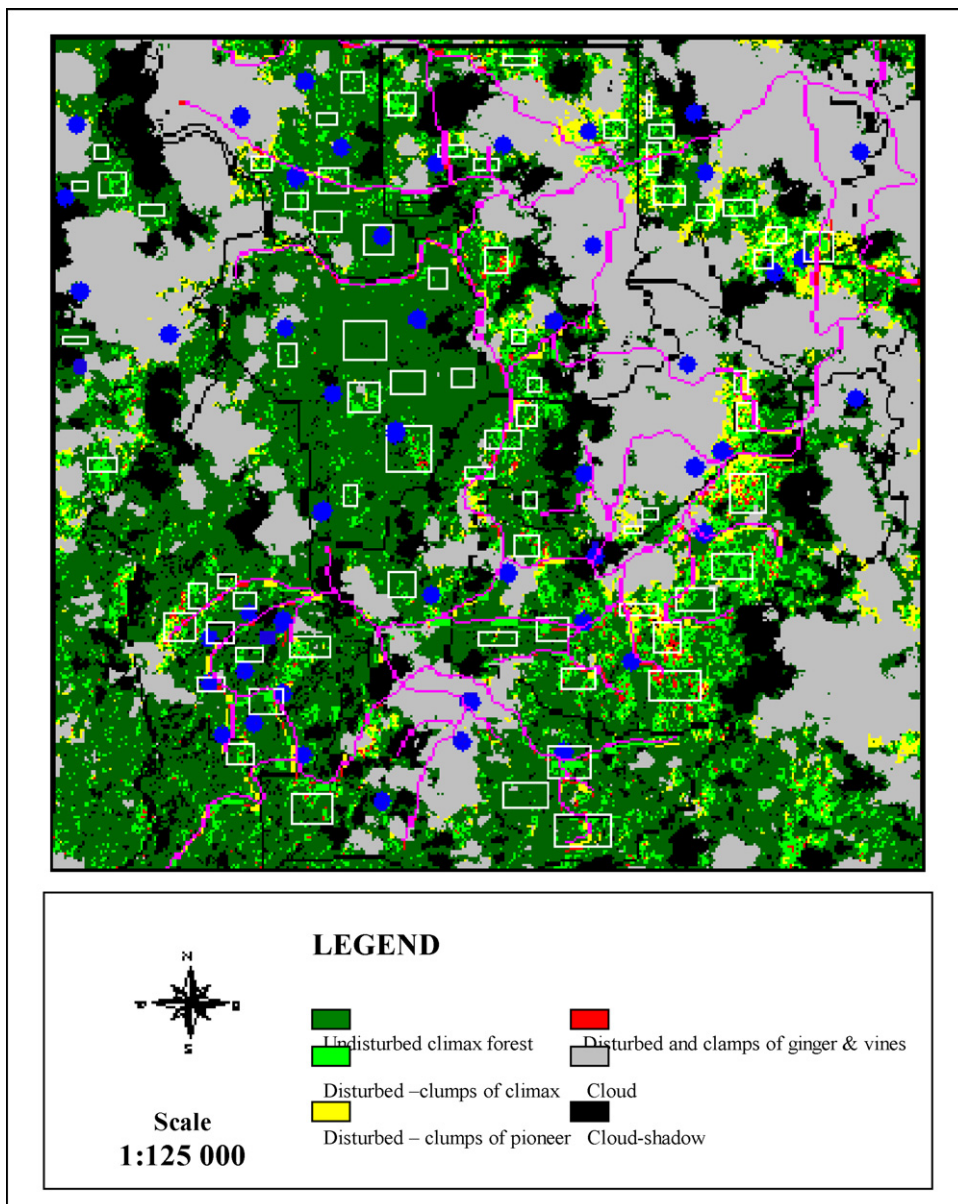 LEGEND
N
S
Undisturbed climax forest
Disturbed and clamps of ginger & vines
Disturbed –clumps of climax
Cloud
Disturbed – clumps of pioneer
Cloud-shadow
Scale
1:125 000